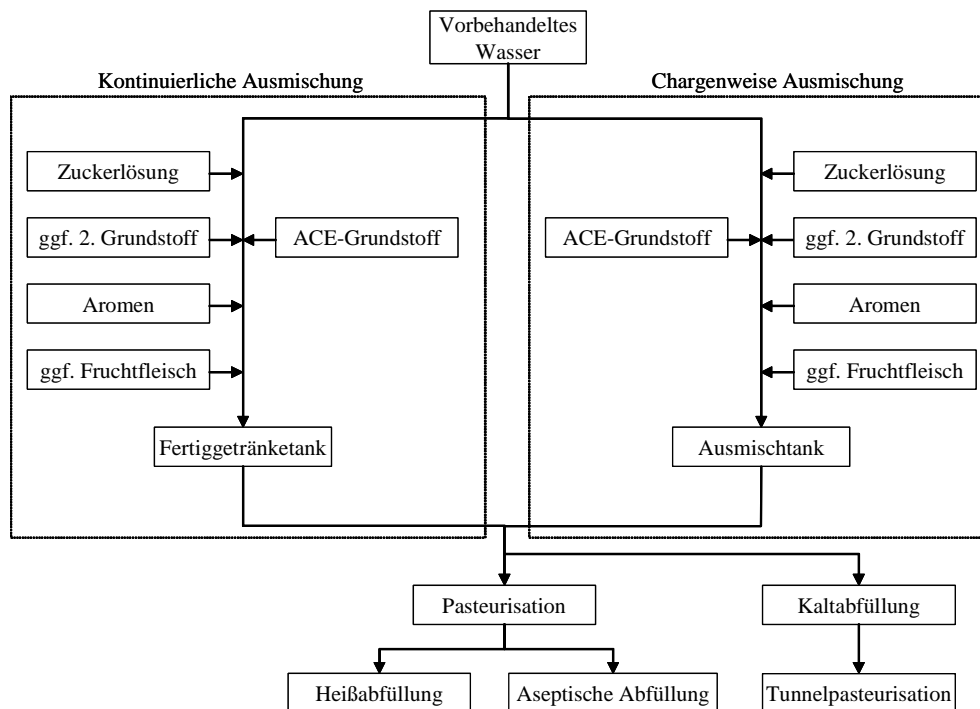 Vorbehandeltes
Wasser
Kontinuierliche Ausmischung
Chargenweise Ausmischung
Zuckerlösung
Zuckerlösung
ggf. 2. Grundstoff
ACE-Grundstoff
ACE-Grundstoff
ggf. 2. Grundstoff
Aromen
Aromen
ggf. Fruchtfleisch
ggf. Fruchtfleisch
Fertiggetränketank
Ausmischtank
Pasteurisation
Kaltabfüllung
Heißabfüllung
Aseptische Abfüllung
Tunnelpasteurisation